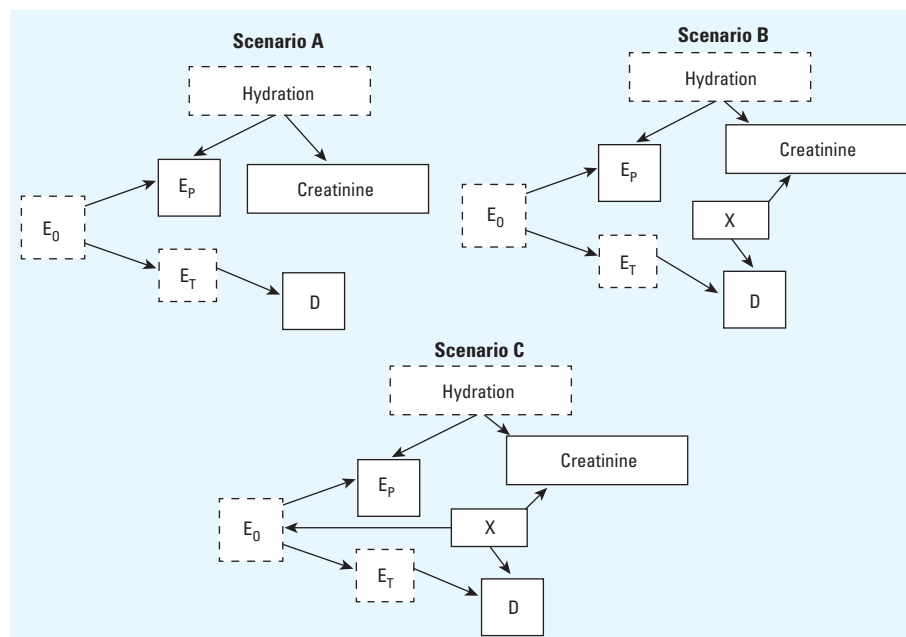 Scenario A
Hydration
E_P
Creatinine
E_0
E_T
D
Scenario B
Hydration
E_P
Creatinine
E_0
X
E_T
D
Scenario C
Hydration
Creatinine
E_P
E_0
X
E_T
D